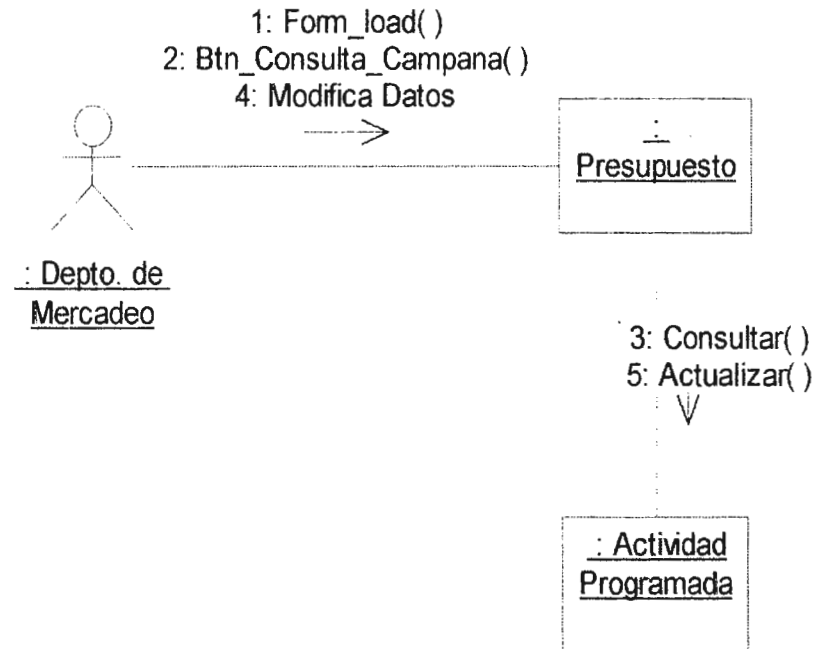 1: Form_load( )
2: Btn_Consulta_Campana( )
4: Modifica Datos
:
Presupuesto
: Depto. de
Mercadeo
3: Consultar( )
5: Actualizar( )
: Actividad
Programada